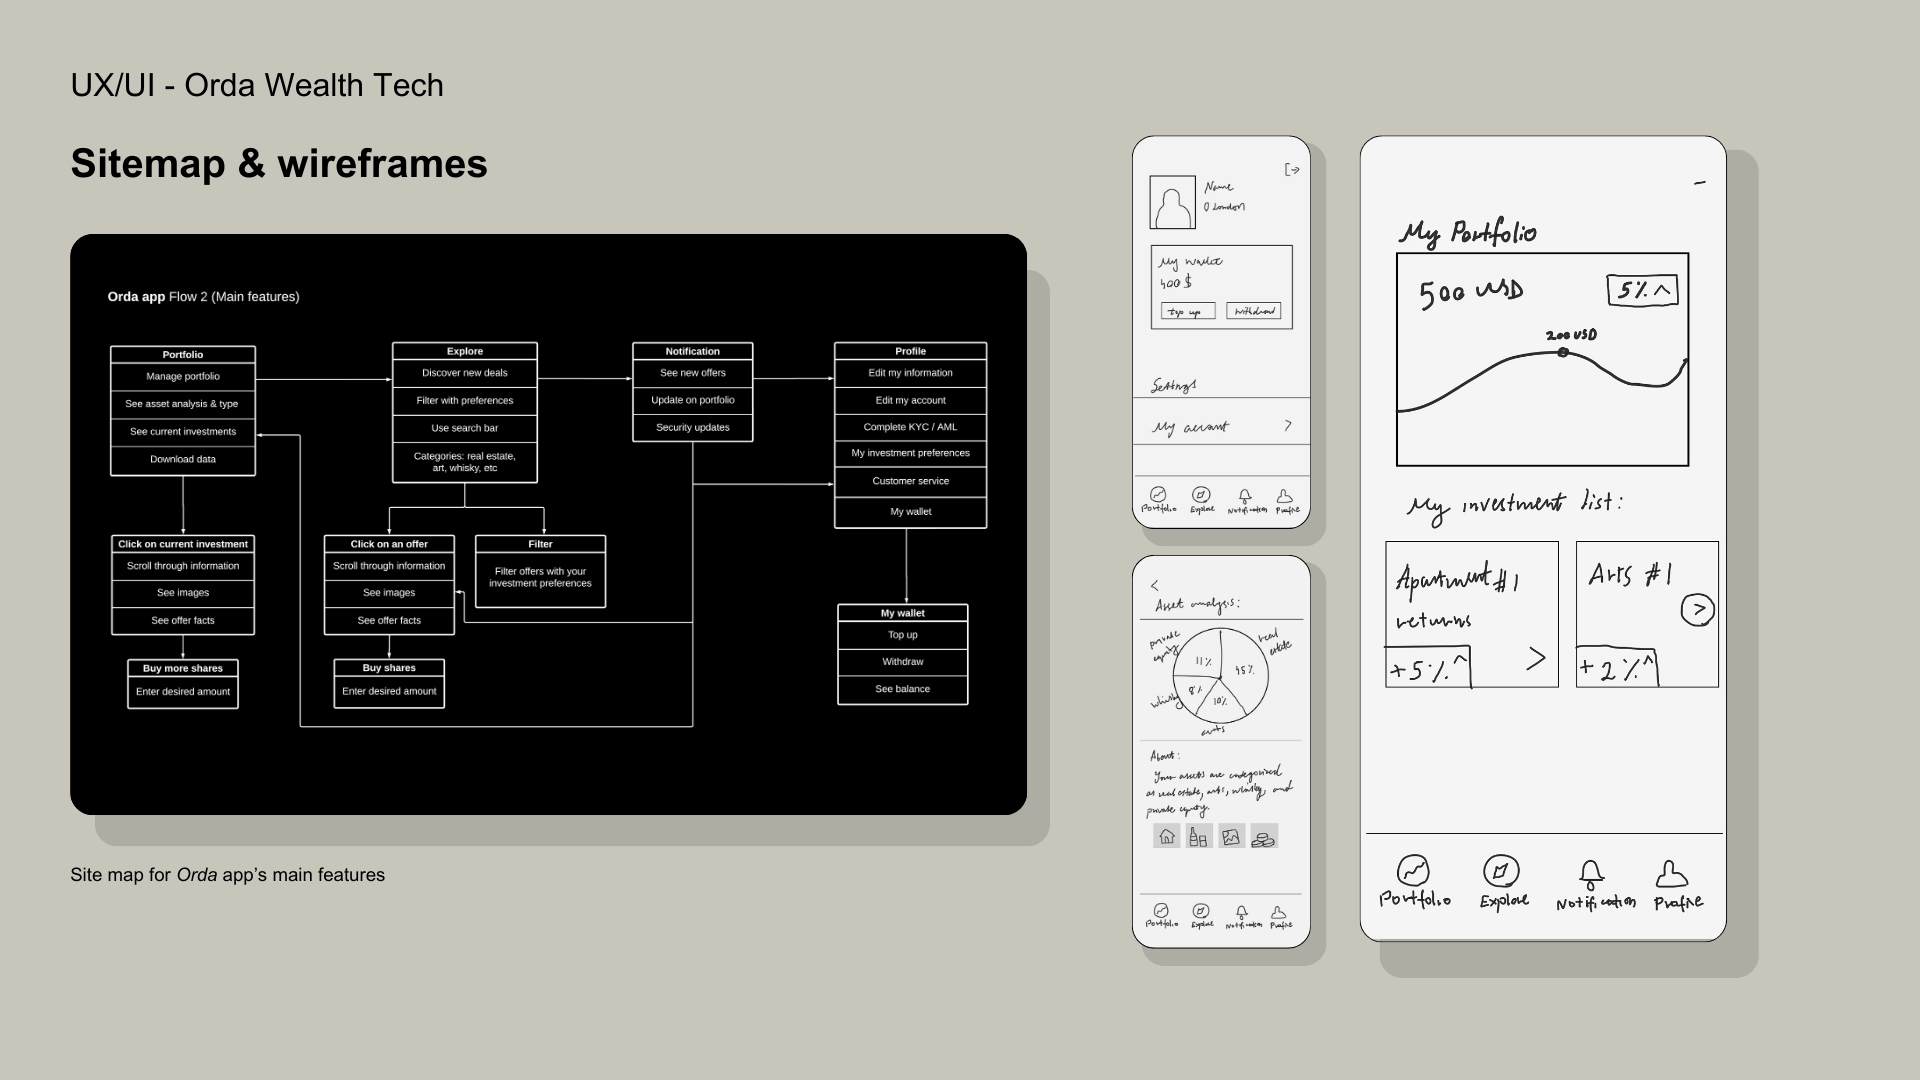 UX/UI - Orda Wealth Tech
Sitemap & wireframes
Orda app Flow 2 (Main features)
Portfolio
Manage portfolio
See asset analysis & type
See current investments
Download data
Explore
Discover new deals
Filter with preferences
Use search bar
Categories: real estate,
art, whisky, etc
Notification
See new offers
Update on portfolio
Security updates
Profile
Edit my information
Edit my account
Complete KYC / AML
My investment preferences
Customer service
My wallet
Click on current investment
Scroll through information
See images
See offer facts
Click on an offer
Scroll through information
See images
See offer facts
Filter
Filter offers with your
investment preferences
Buy more shares
Enter desired amount
Buy shares
Enter desired amount
My wallet
Top up
Withdraw
See balance
Site map for Orda app's main features
Name
London
My wallet
400 $
top up
withdraw
Settings
My account
Portfolio
Explore
Notification
Profile
Asset analysis:
private
equity
real
estate
11%
45%
8%
10%
whisky
arts
About:
Your assets are categorized
as real estate, arts, whisky, and
private equity.
Portfolio
Explore
Notification
Profile
My Portfolio
500 USD
5% ^
200 USD
My investment list:
Apartment #1
returns
+5% ^
>
Arts #1
>
+2% ^
Portfolio
Explore
Notification
Profile